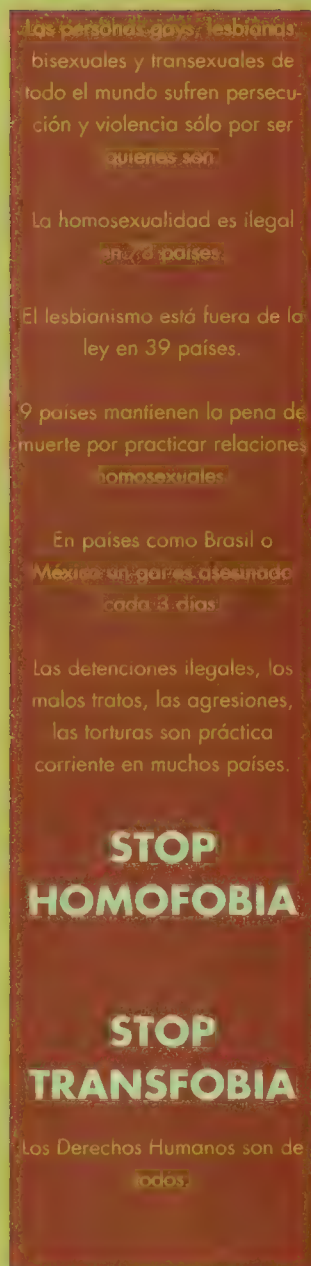 Las personas gays, lesbianas,
bisexuales y transexuales de
todo el mundo sufren persecu-
ción y violencia sólo por ser
quienes son.
La homosexualidad es ilegal
en países.
El lesbianismo está fuera de la
ley en 39 países.
9 países mantienen la pena de
muerte por practicar relaciones
homosexuales.
En países como Brasil o
México un gai es asesinado
cada 3 días.
Las detenciones ilegales, los
malos tratos, las agresiones,
las torturas son práctica
corriente en muchos países.
STOP
HOMOFOBIA
STOP
TRANSFOBIA
Los Derechos Humanos son de
todos.